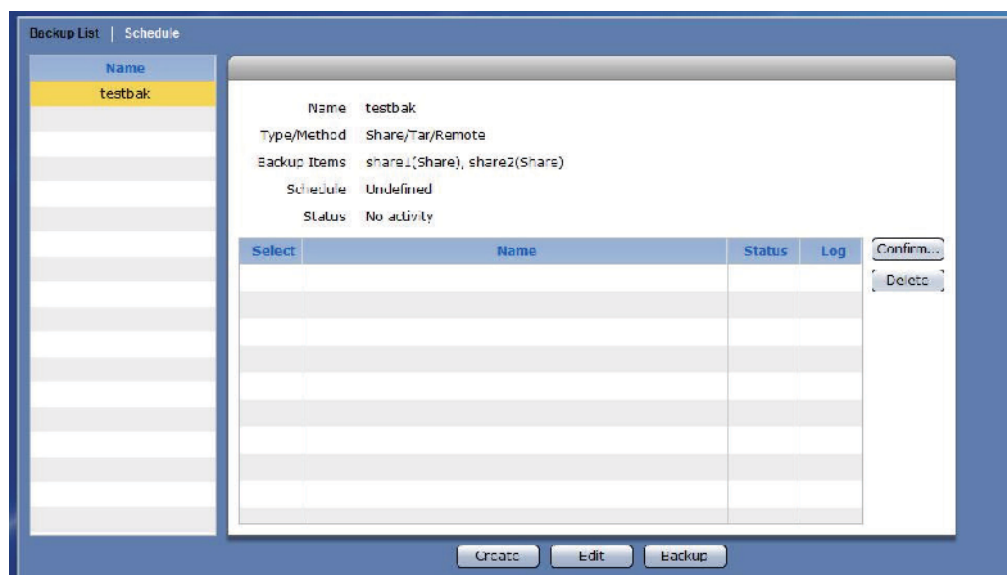 Backup List | Schedule
Name
testbak
Name testbak
Type/Method Share/Tar/Remote
Backup Items share1(Share), share2(Share)
Schedule Undefined
Status No activity
Select Name Status Log
Confirm...
Delete
Create Edit Backup